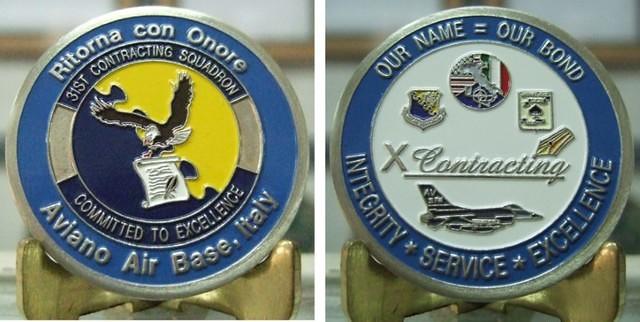 Ritorna con Onore
31ST CONTRACTING SQUADRON
COMMITTED TO EXCELLENCE
Aviano Air Base, Italy
OUR NAME = OUR BOND
X Contracting
AV
INTEGRITY * SERVICE * EXCELLENCE